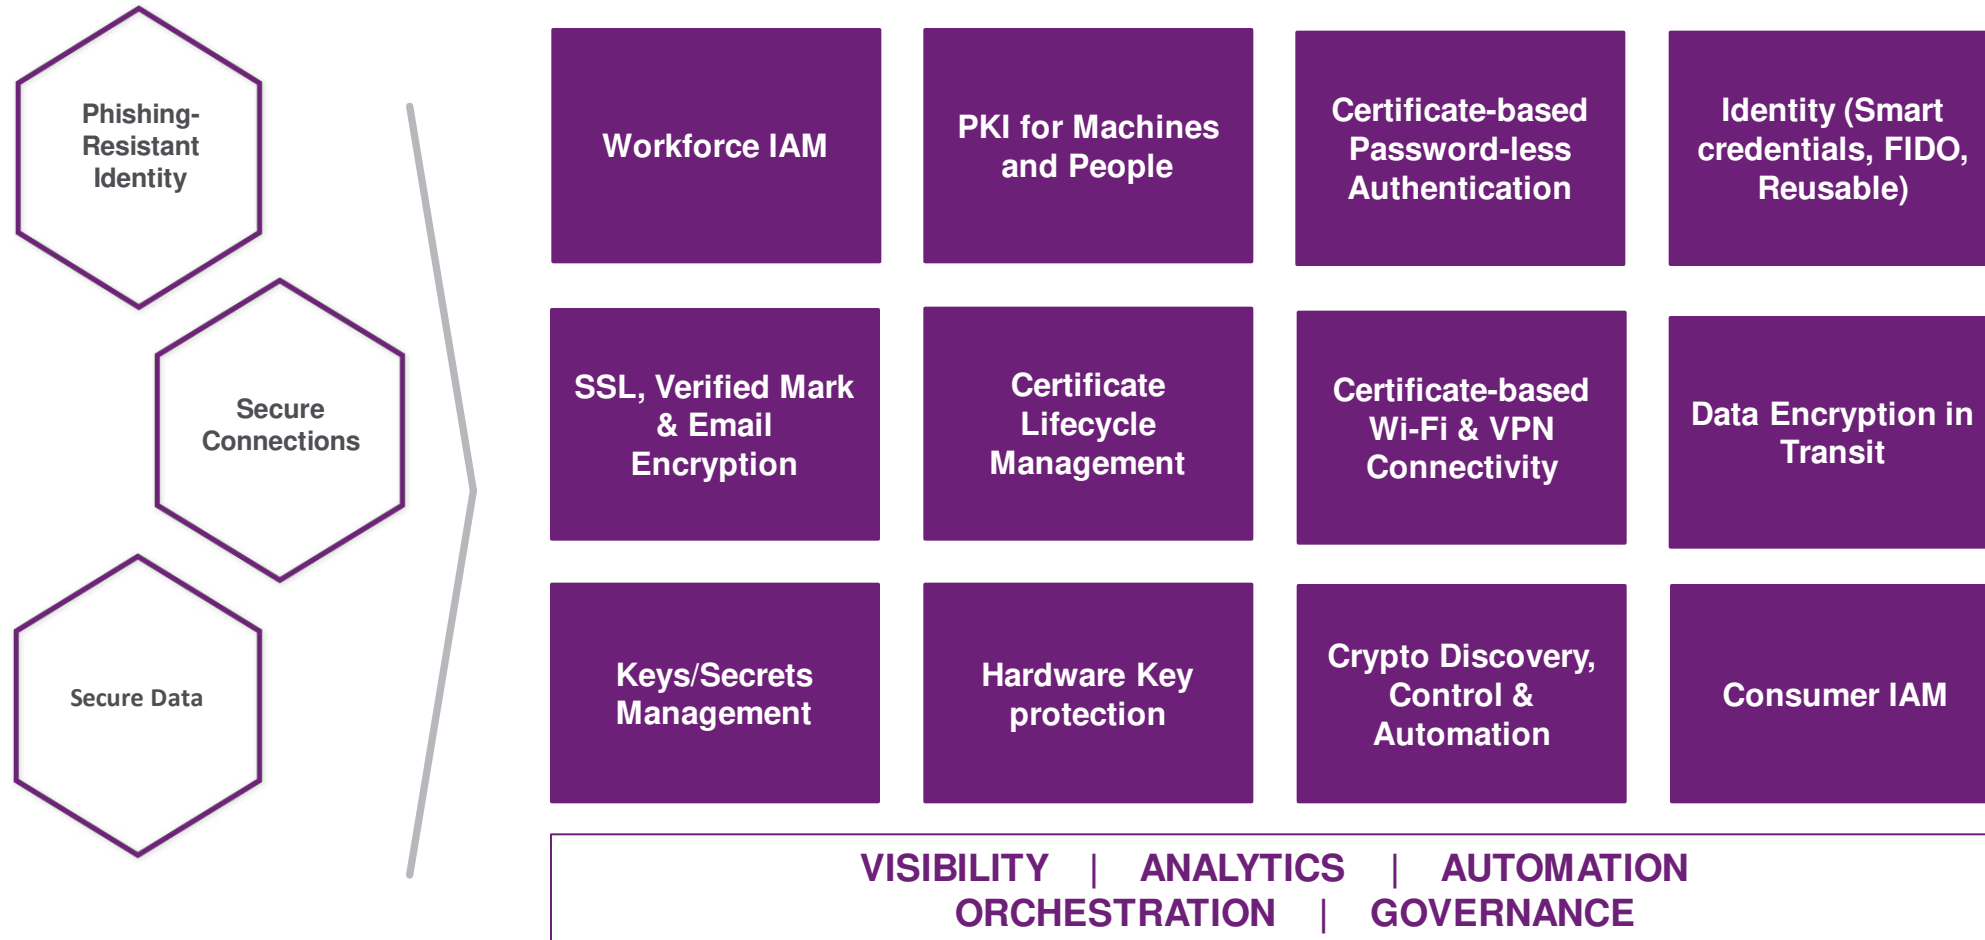 Phishing-
Resistant
Identity
Secure
Connections
Secure Data
Workforce IAM
PKI for Machines
and People
Certificate-based
Password-less
Authentication
Identity (Smart
credentials, FIDO,
Reusable)
SSL, Verified Mark
& Email
Encryption
Certificate
Lifecycle
Management
Certificate-based
Wi-Fi & VPN
Connectivity
Data Encryption in
Transit
Keys/Secrets
Management
Hardware Key
protection
Crypto Discovery,
Control &
Automation
Consumer IAM
VISIBILITY | ANALYTICS | AUTOMATION
ORCHESTRATION | GOVERNANCE